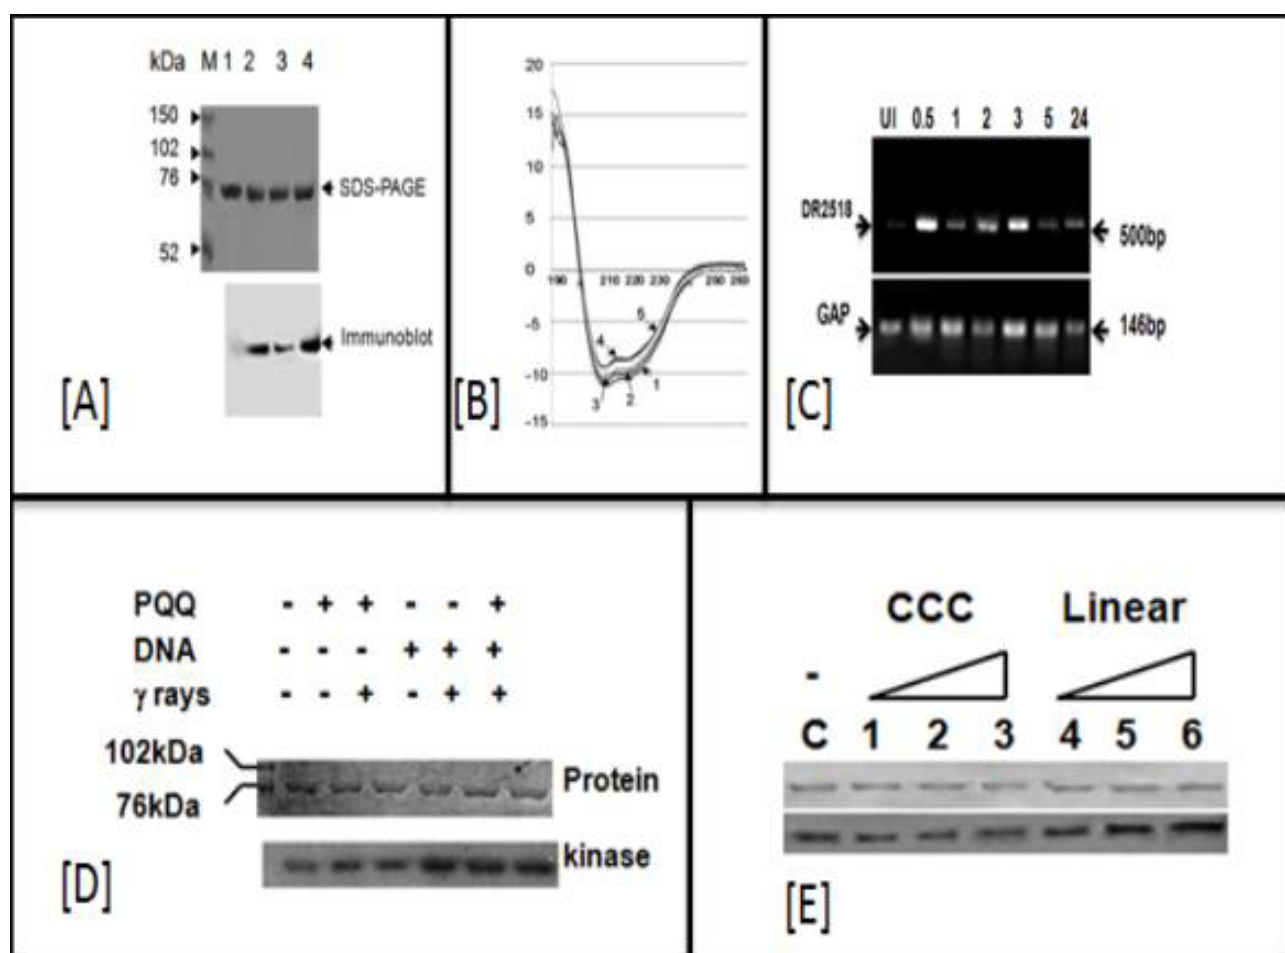 kDa M 1 2 3 4
150
102
76
SDS-PAGE
52
Immunoblot
[A]
20
15
10
5
0
190 210 220 230 240 250 260
-5
-10
-15
4
5
3
2
1
[B]
UI 0.5 1 2 3 5 24
DR2518
500bp
GAP
146bp
[C]
PQQ - + + - - +
DNA - - - + + +
γ rays - - + - + +
102kDa
76kDa
Protein
kinase
[D]
CCC Linear
-
C 1 2 3 4 5 6
[E]